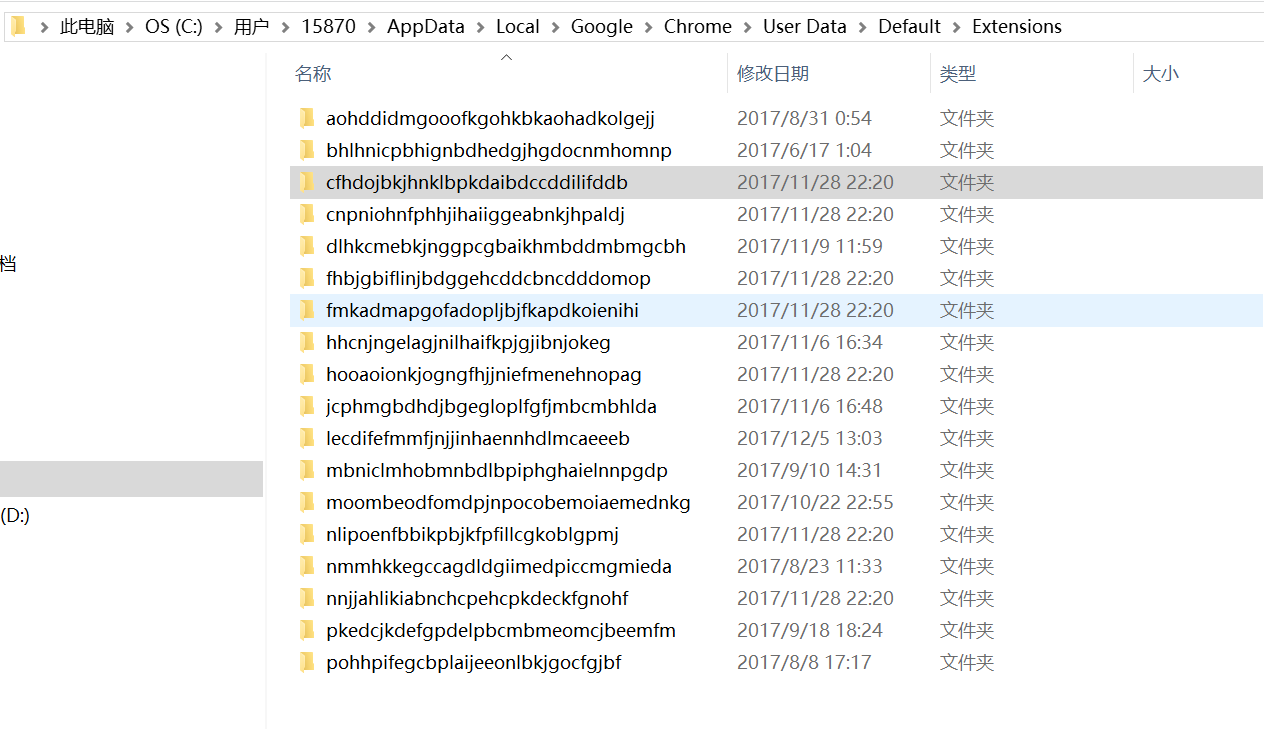 此电脑 OS (C:) 用户 15870 AppData Local Google Chrome User Data Default Extensions
名称 修改日期 类型 大小
aohddidmgooofkgohkbkaohadkolgejj 2017/8/31 0:54 文件夹
bhlhnicpbhignbdhedgjhgdocnmhomnp 2017/6/17 1:04 文件夹
cfhdojbkjhnklbpkdaibdccddilifddb 2017/11/28 22:20 文件夹
cnpniohnfphhjihaiiggeabnkjhpaldj 2017/11/28 22:20 文件夹
dlhkcmebkjnggpcgbaikhmbddmbmgcbh 2017/11/9 11:59 文件夹
档
fhbjgbiflinjbdggehcddcbncdddomop 2017/11/28 22:20 文件夹
fmkadmapgofadopljbjfkapdkoienihi 2017/11/28 22:20 文件夹
hhcnjngelagjnilhaifkpjgjibnjokeg 2017/11/6 16:34 文件夹
hooaoionkjogngfhjjniefmenehnopag 2017/11/28 22:20 文件夹
jcphmgbdhdjbgegloplfgfjmbcmbhlda 2017/11/6 16:48 文件夹
lecdifefmmfjnjjinhaennhdlmcaeeeb 2017/12/5 13:03 文件夹
mbniclmhobmnbdlbpiphghaielnnpgdp 2017/9/10 14:31 文件夹
moombeodfomdpjnpocobemoiaemednkg 2017/10/22 22:55 文件夹
(D:)
nlipoenfbbikpbjkfpfillcgkoblgpmj 2017/11/28 22:20 文件夹
nmmhkkegccagdldgiimedpiccmgmieda 2017/8/23 11:33 文件夹
nnjjahlikiabnchcpehcpkdeckfgnohf 2017/11/28 22:20 文件夹
pkedcjkdefgpdelpbcmbmeomcjbeemfm 2017/9/18 18:24 文件夹
pohhpifegcbplaijeeonlbkjgocfgjbf 2017/8/8 17:17 文件夹